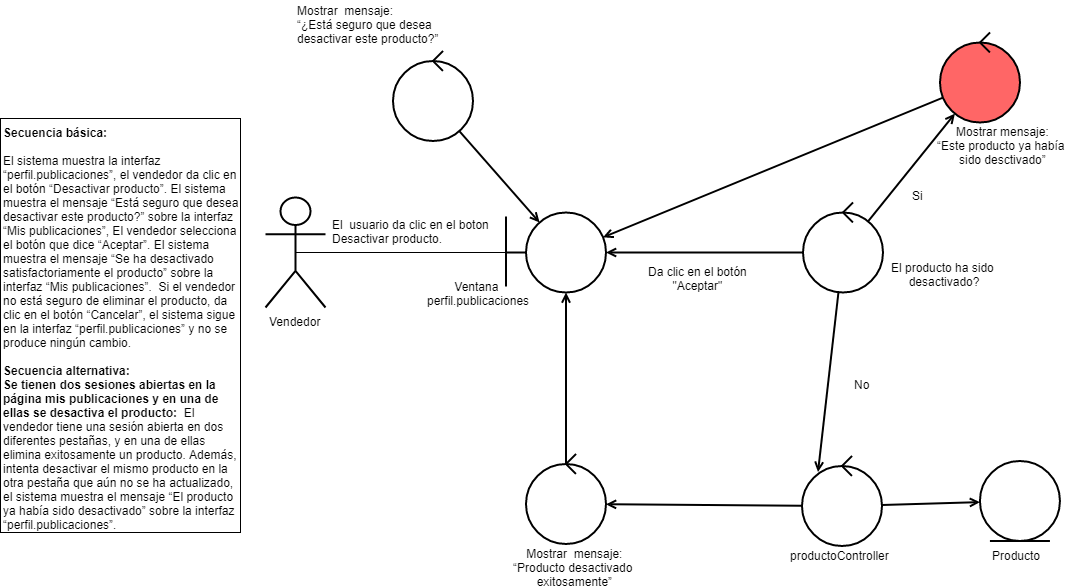 Mostrar  mensaje:
“¿Está seguro que desea
desactivar este producto?”
Secuencia básica:
El sistema muestra la interfaz
“perfil.publicaciones”, el vendedor da clic en
el botón “Desactivar producto”. El sistema
muestra el mensaje “Está seguro que desea
desactivar este producto?” sobre la interfaz
“Mis publicaciones”, El vendedor selecciona
el botón que dice “Aceptar”. El sistema
muestra el mensaje “Se ha desactivado
satisfactoriamente el producto” sobre la
interfaz “Mis publicaciones”.  Si el vendedor
no está seguro de eliminar el producto, da
clic en el botón “Cancelar”, el sistema sigue
en la interfaz “perfil.publicaciones” y no se
produce ningún cambio.
Secuencia alternativa:
Se tienen dos sesiones abiertas en la
página mis publicaciones y en una de
ellas se desactiva el producto:  El
vendedor tiene una sesión abierta en dos
diferentes pestañas, y en una de ellas
elimina exitosamente un producto. Además,
intenta desactivar el mismo producto en la
otra pestaña que aún no se ha actualizado,
el sistema muestra el mensaje “El producto
ya había sido desactivado” sobre la interfaz
“perfil.publicaciones”.
Vendedor
El  usuario da clic en el boton
Desactivar producto.
Ventana
perfil.publicaciones
Da clic en el botón
"Aceptar"
Mostrar mensaje:
“Este producto ya había
sido desctivado”
Si
El producto ha sido
desactivado?
No
Mostrar  mensaje:
“Producto desactivado
exitosamente”
productoController
Producto